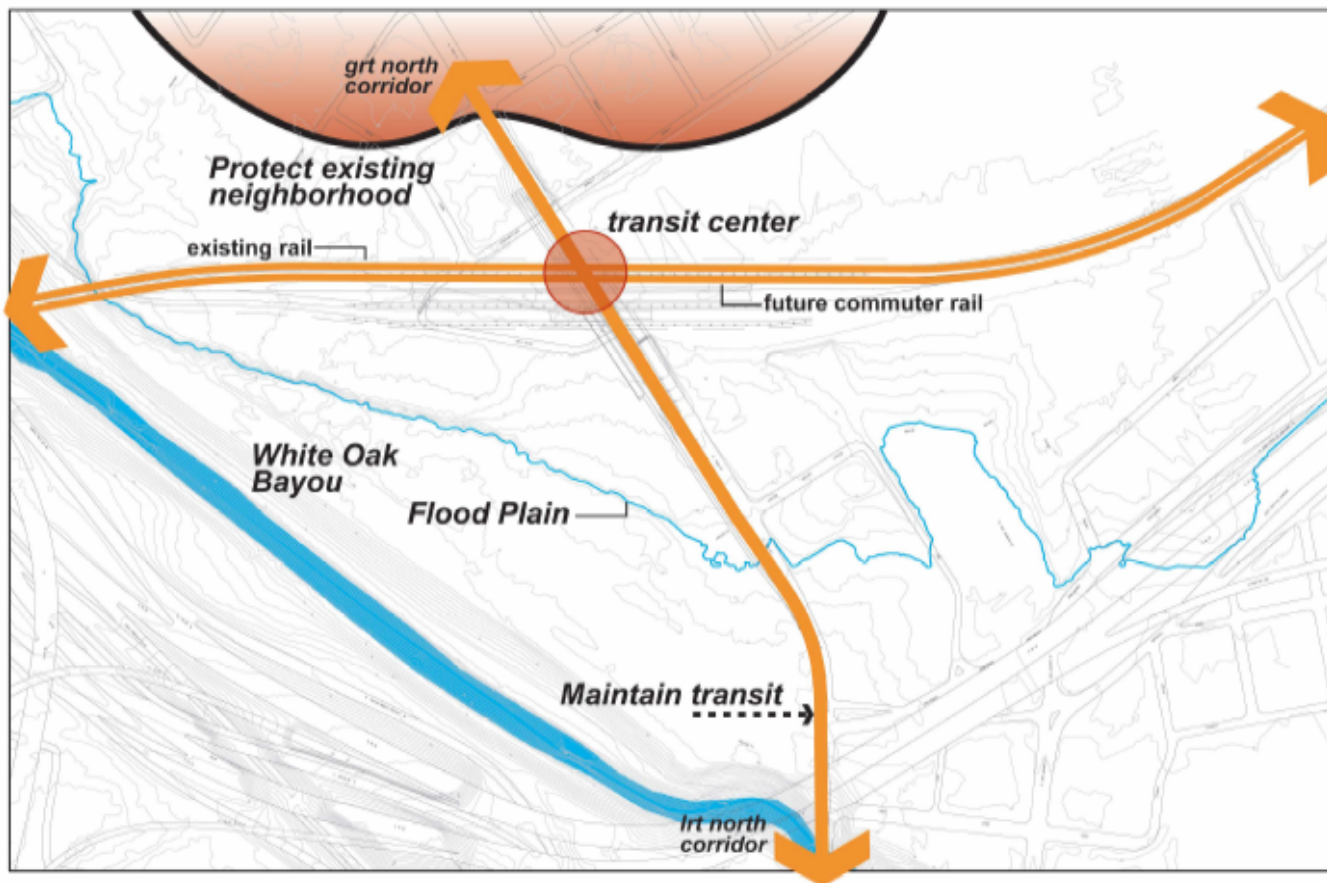 grt north
corridor
Protect existing
neighborhood
transit center
existing rail
future commuter rail
White Oak
Bayou
Flood Plain
Maintain transit
lrt north
corridor